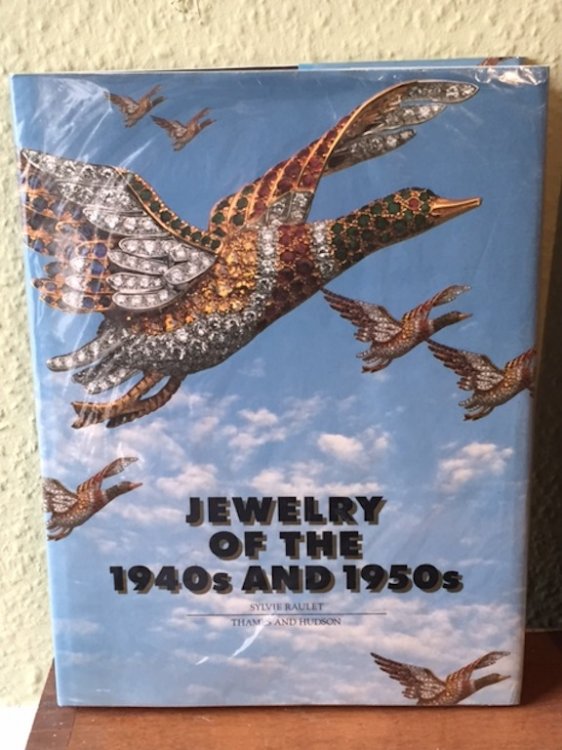 JEWELRY
OF THE
1940s AND 1950s
SYLVIE RAULET
THAMES AND HUDSON